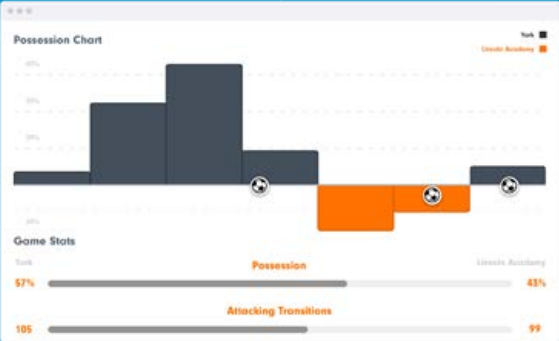 Possession Chart
York
Lincoln Academy
Game Stats
York
Lincoln Academy
Possession
57%
43%
Attacking Transitions
105
99